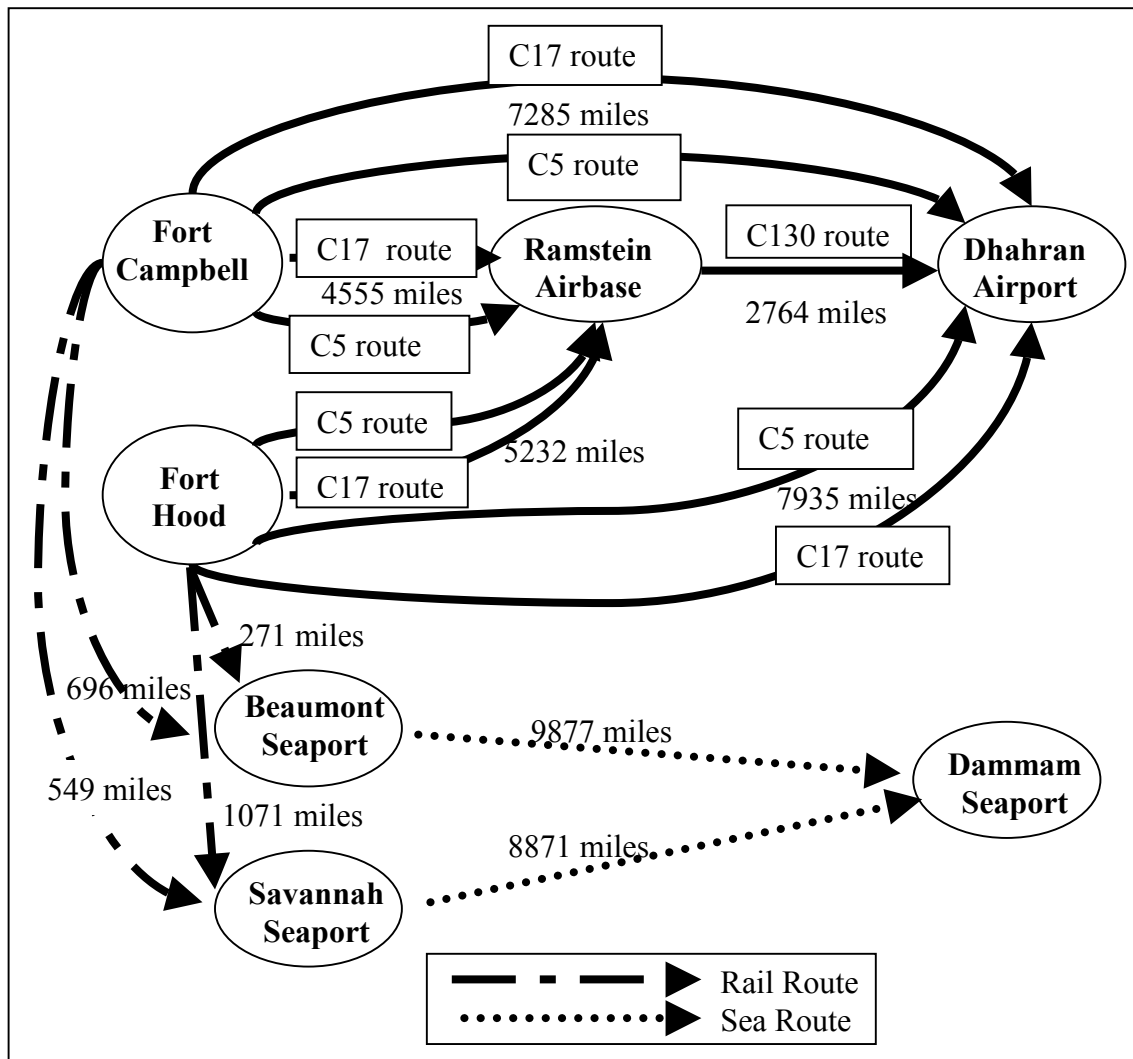 C17 route
7285 miles
C5 route
Fort
Campbell
C17 route
4555 miles
C5 route
Ramstein
Airbase
C130 route
2764 miles
Dhahran
Airport
C5 route
C17 route
5232 miles
Fort
Hood
C5 route
7935 miles
C17 route
271 miles
696 miles
Beaumont
Seaport
9877 miles
Dammam
Seaport
549 miles
1071 miles
8871 miles
Savannah
Seaport
Rail Route
Sea Route